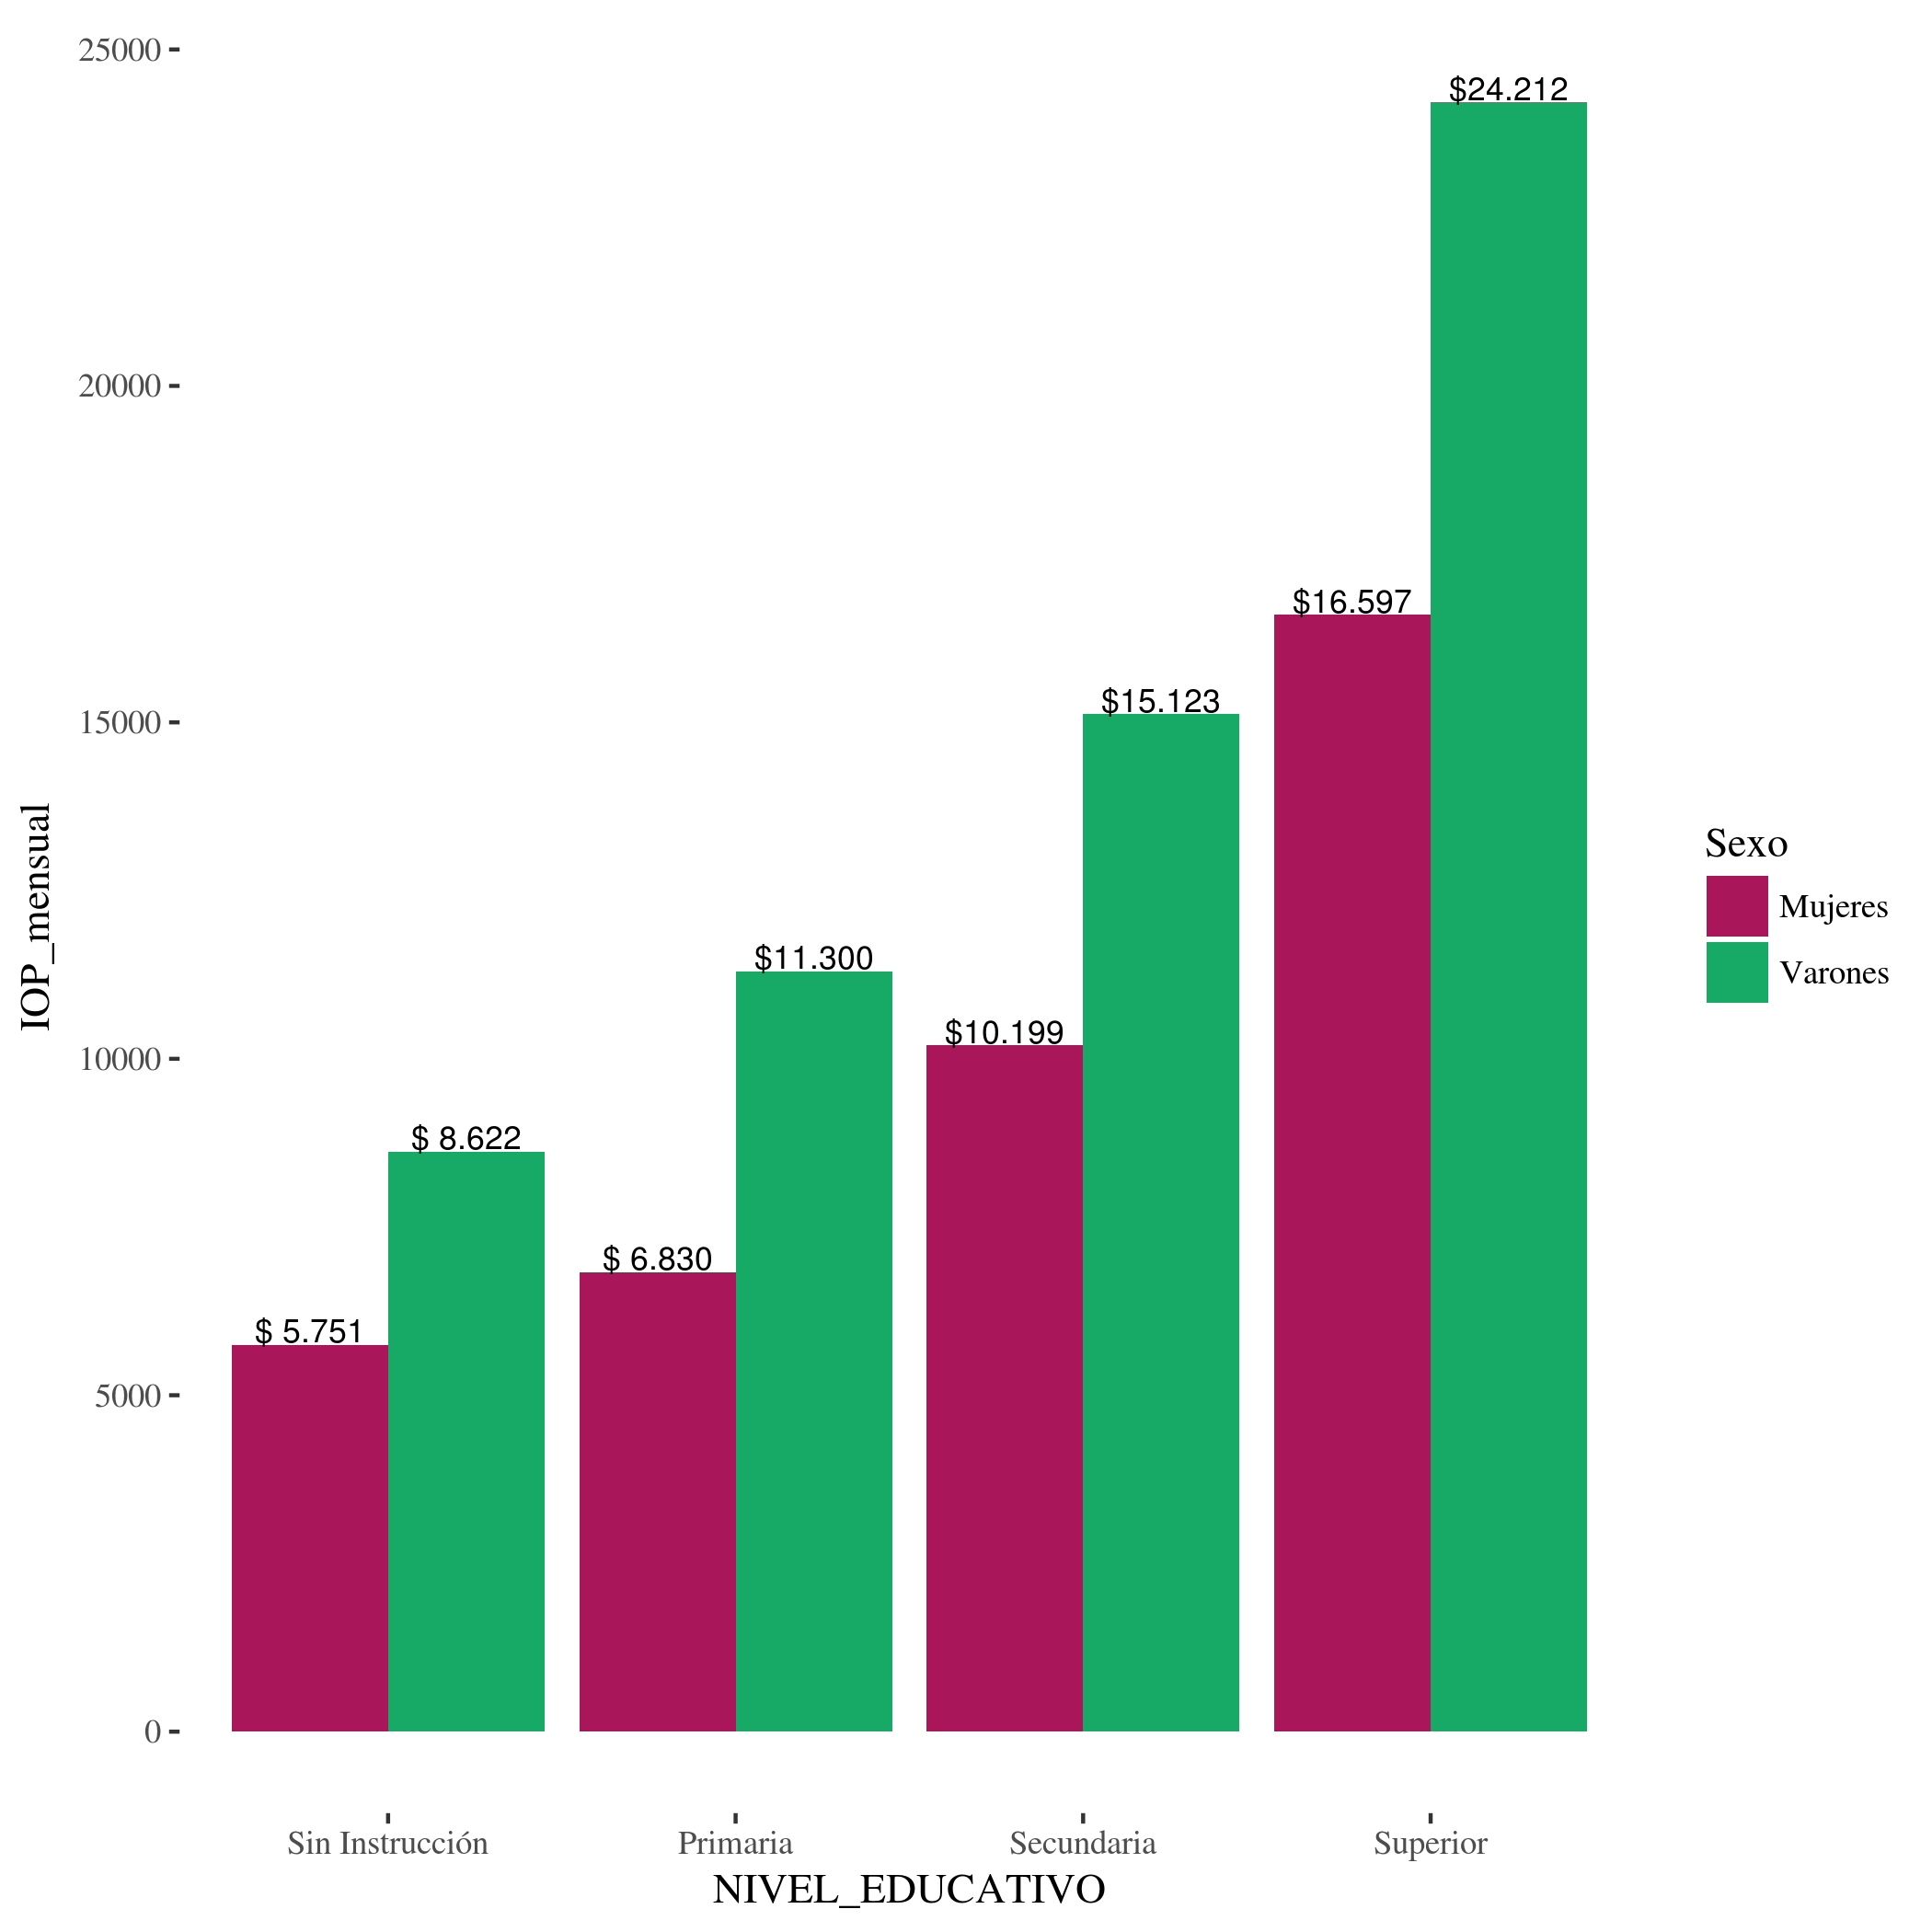 25000
20000
15000
10000
5000
0
IOP_mensual
$ 5.751
$ 8.622
$ 6.830
$11.300
$10.199
$15.123
$16.597
$24.212
Sin Instrucción
Primaria
Secundaria
Superior
NIVEL_EDUCATIVO
Sexo
Mujeres
Varones